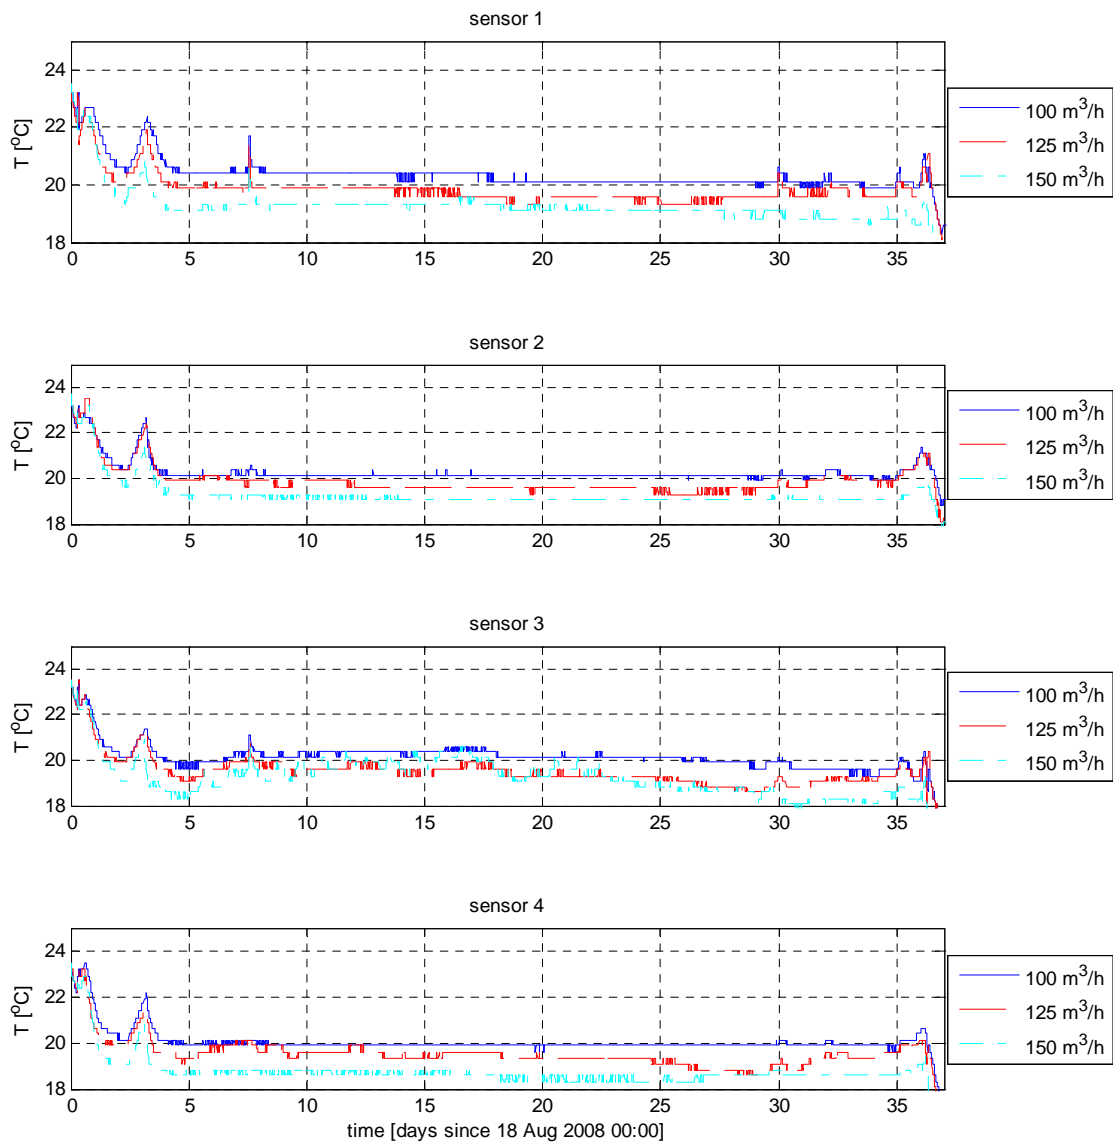 sensor 1
24
22
20
18
T [°C]
0 5 10 15 20 25 30 35
100 m³/h
125 m³/h
150 m³/h
sensor 2
24
22
20
18
T [°C]
0 5 10 15 20 25 30 35
100 m³/h
125 m³/h
150 m³/h
sensor 3
24
22
20
18
T [°C]
0 5 10 15 20 25 30 35
100 m³/h
125 m³/h
150 m³/h
sensor 4
24
22
20
18
T [°C]
0 5 10 15 20 25 30 35
100 m³/h
125 m³/h
150 m³/h
time [days since 18 Aug 2008 00:00]